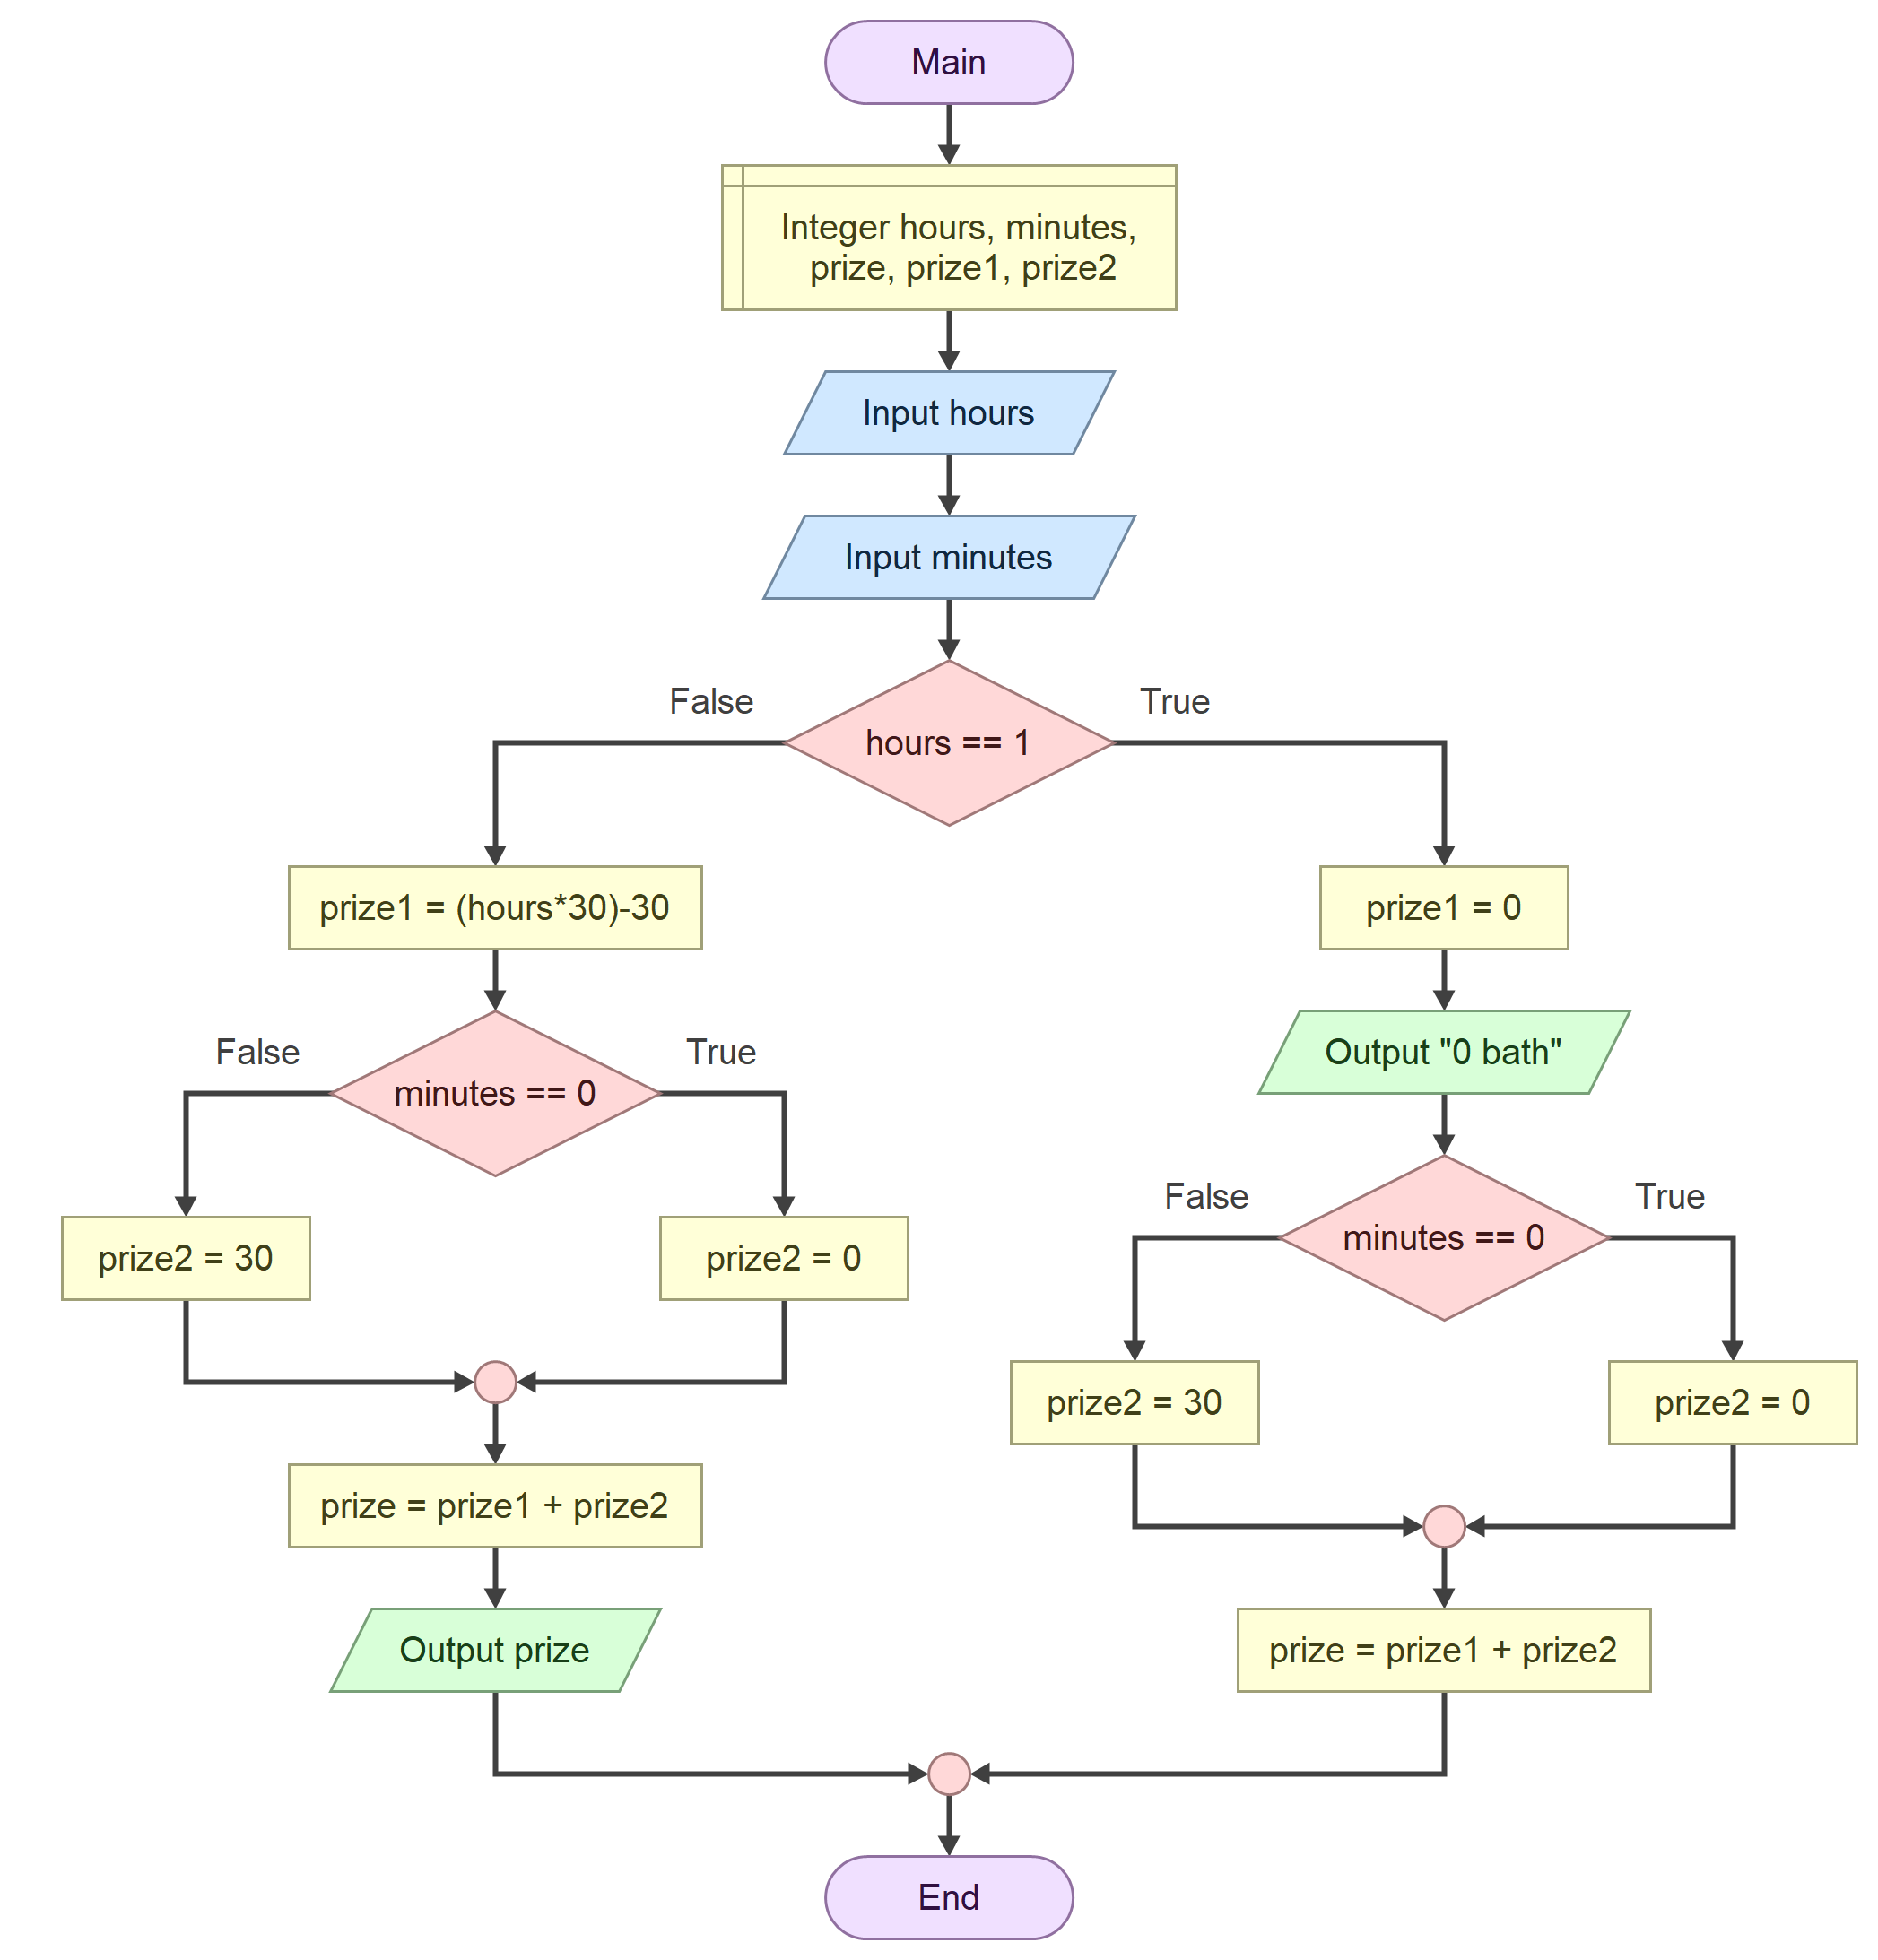 Main
Integer hours, minutes,
prize, prize1, prize2
Input hours
Input minutes
False
True
hours == 1
prize1 = (hours*30)-30
False
True
minutes == 0
prize2 = 30
prize2 = 0
prize = prize1 + prize2
Output prize
prize1 = 0
Output "0 bath"
False
True
minutes == 0
prize2 = 30
prize2 = 0
prize = prize1 + prize2
End